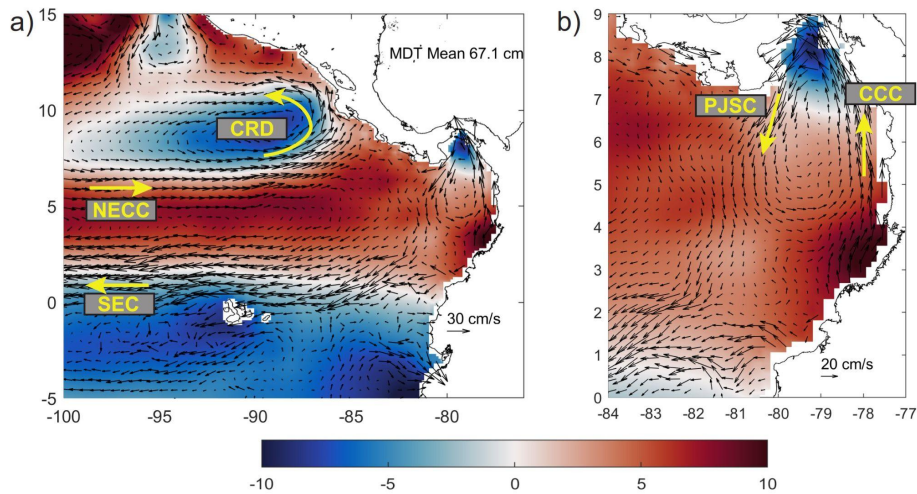 a)
15
MDT Mean 67.1 cm
10
CRD
NECC
5
SEC
0
30 cm/s
-5
-100 -95 -90 -85 -80
b)
9
8
7
PJSC
CCC
6
5
4
3
2
1
20 cm/s
0
-84 -83 -82 -81 -80 -79 -78 -77
-10 -5 0 5 10